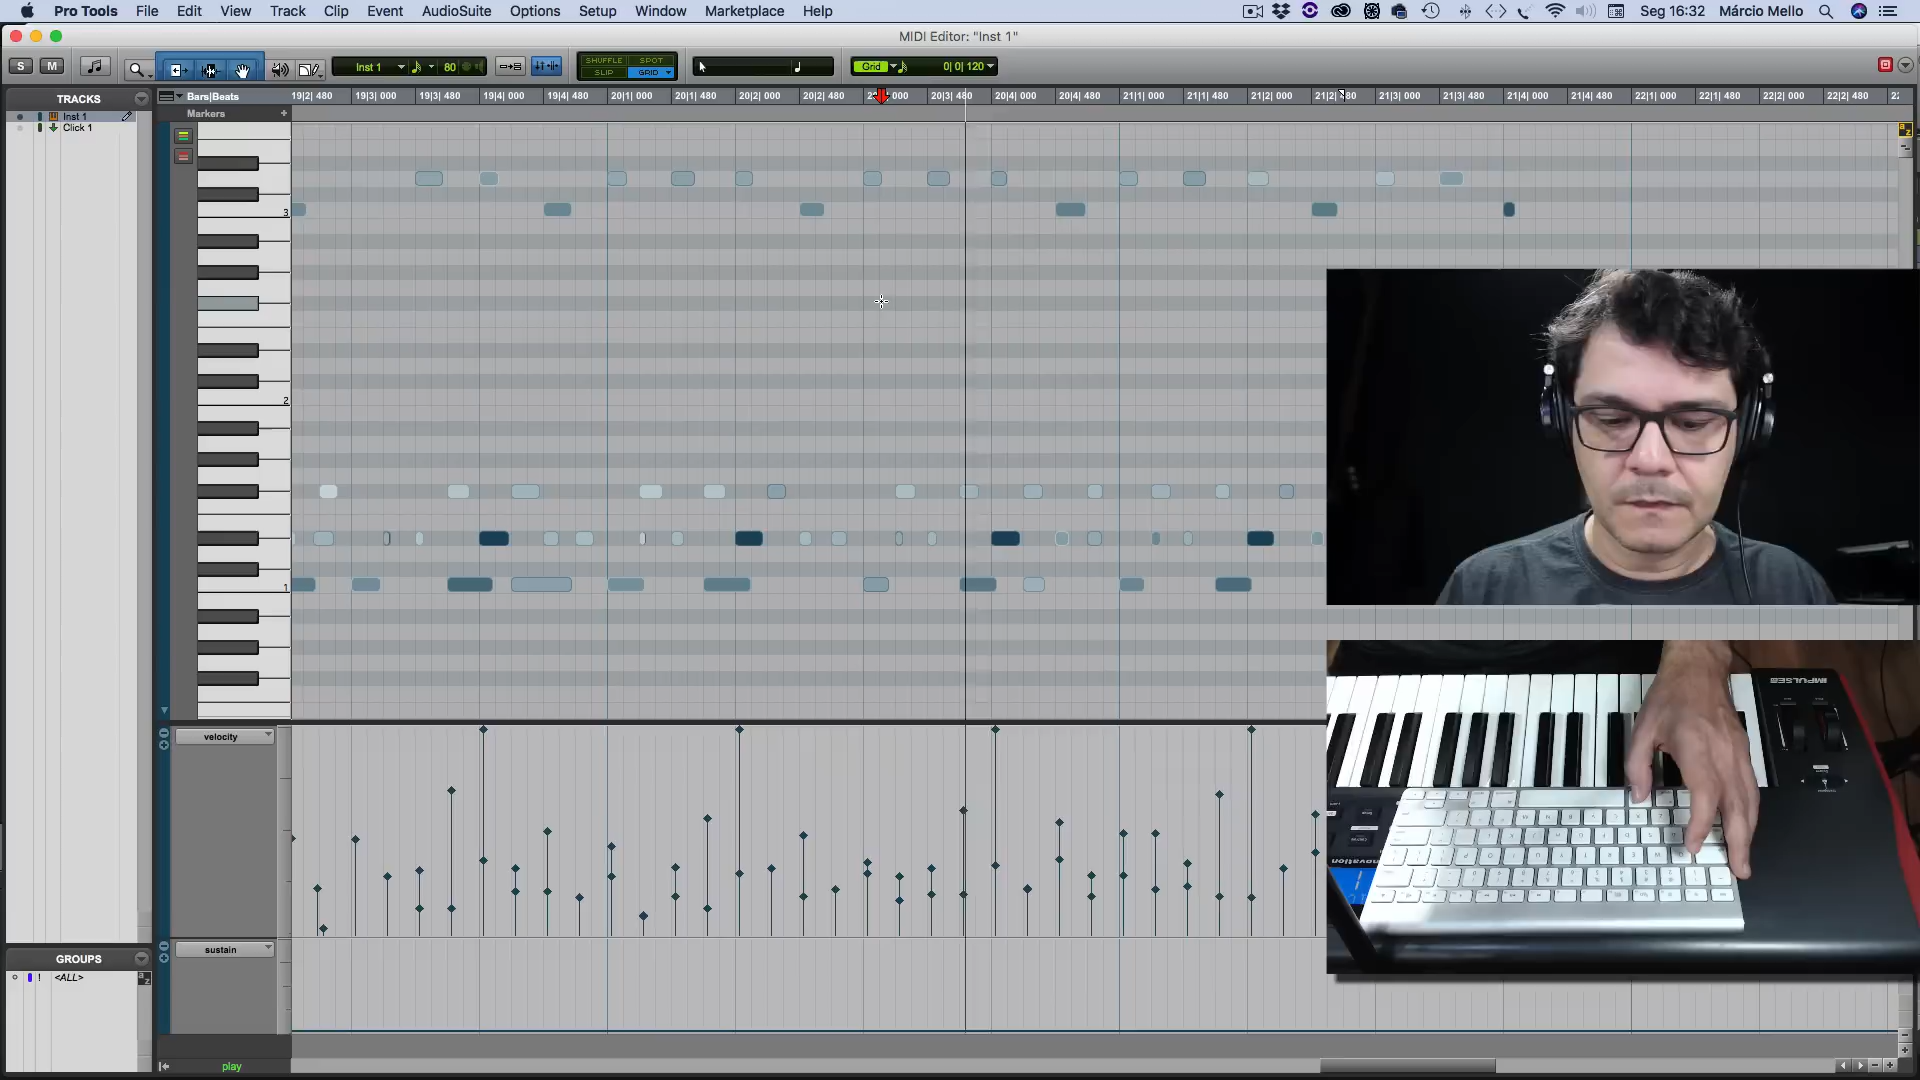 Pro Tools File Edit View Track Clip Event AudioSuite Options Setup Window Marketplace Help Seg 16:32 Márcio Mello
MIDI Editor: "Inst 1"
S M Inst 1 80 SHUFFLE SPOT SLIP GRID Grid 0| 0| 120
TRACKS
Inst 1
Click 1
Bars|Beats 19|2| 480 19|3| 000 19|3| 480 19|4| 000 19|4| 480 20|1| 000 20|1| 480 20|2| 000 20|2| 480 000 20|3| 480 20|4| 000 20|4| 480 21|1| 000 21|1| 480 21|2| 000 21|2| 21|3| 000 21|3| 480 21|4| 000 21|4| 480 22|1| 000 22|1| 480 22|2| 000 22|2| 480
Markers
3
2
1
velocity
sustain
GROUPS
! <ALL>
play
IMPULSE
novation